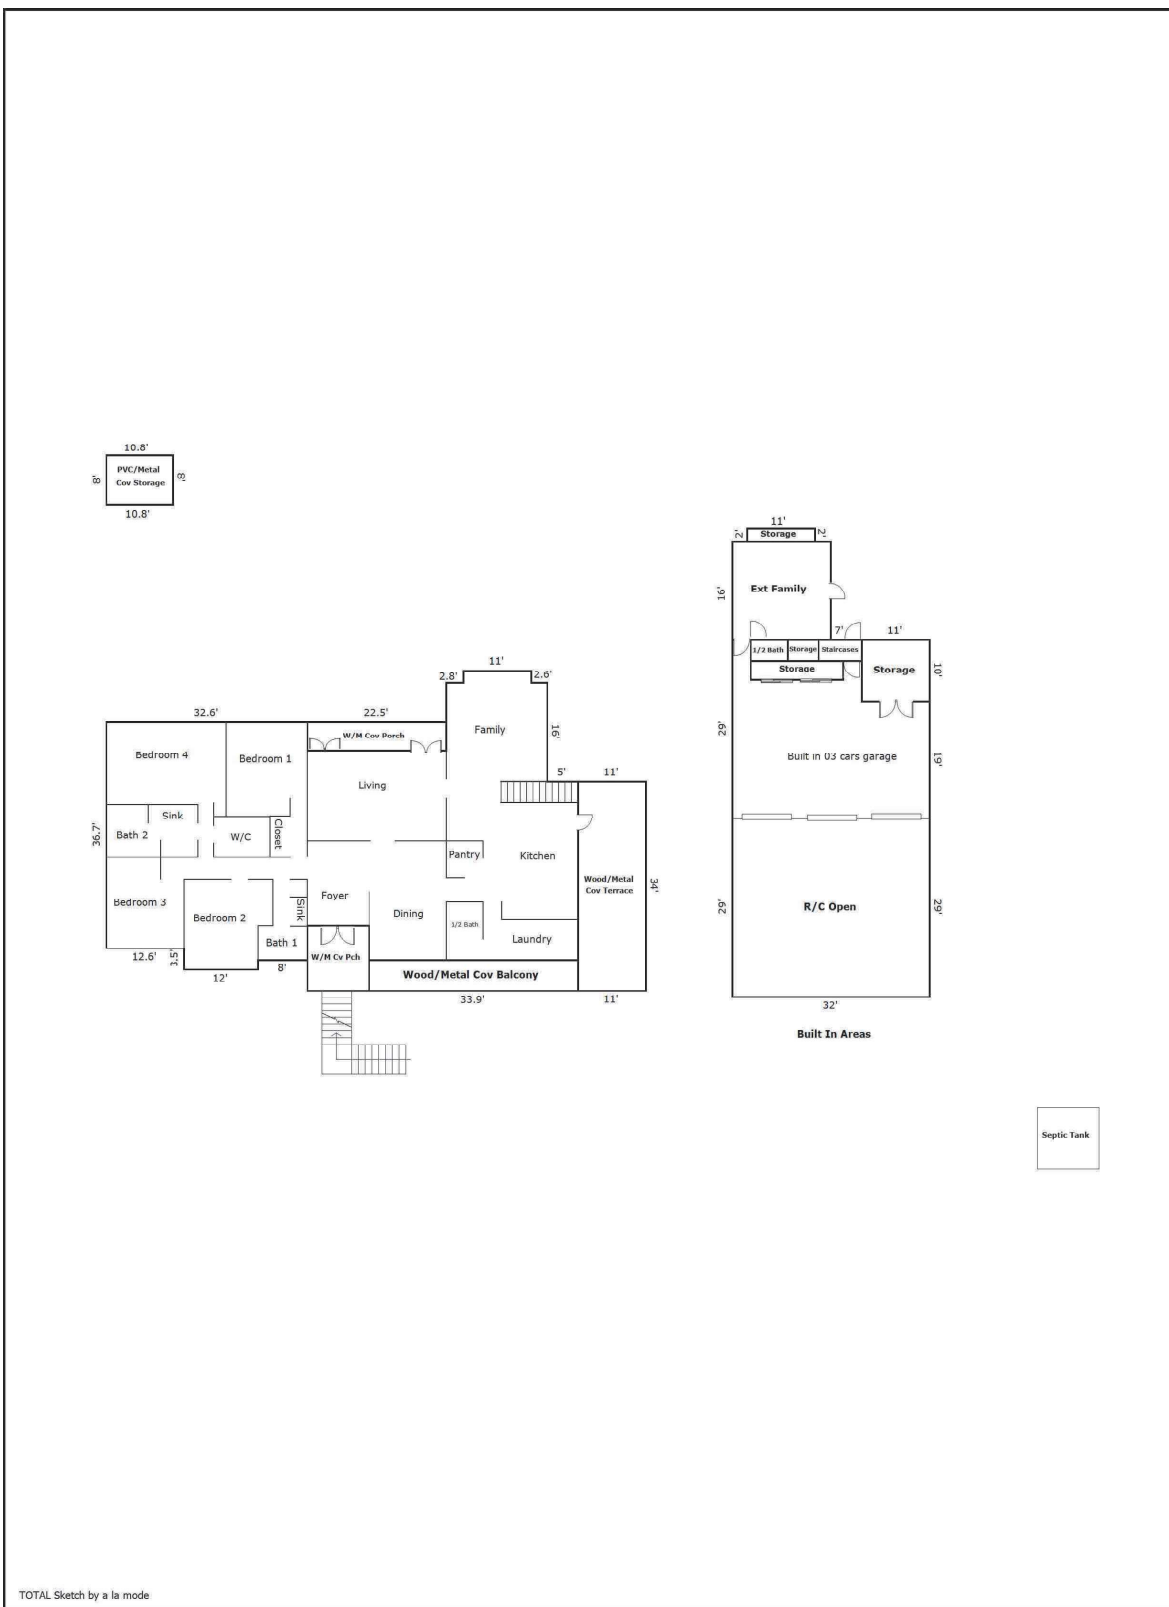 10.8'
PVC/Metal
Cov Storage
8'
8'
10.8'
11'
2'
Storage
2'
16'
Ext Family
7'
11'
1/2 Bath
Storage
Staircases
Storage
Storage
10'
29'
Built in 03 cars garage
19'
29'
R/C Open
29'
32'
Built In Areas
11'
2.8'
2.6'
32.6'
22.5'
Family
16'
W/M Cov Porch
Bedroom 4
Bedroom 1
5'
11'
Living
Sink
Bath 2
W/C
Closet
36.7'
Pantry
Kitchen
Wood/Metal
Cov Terrace
34'
Foyer
Bedroom 3
Bedroom 2
Sink
Dining
1/2 Bath
Laundry
Bath 1
12.6'
12'
8'
W/M Cv Pch
Wood/Metal Cov Balcony
33.9'
11'
Septic Tank
TOTAL Sketch by a la mode